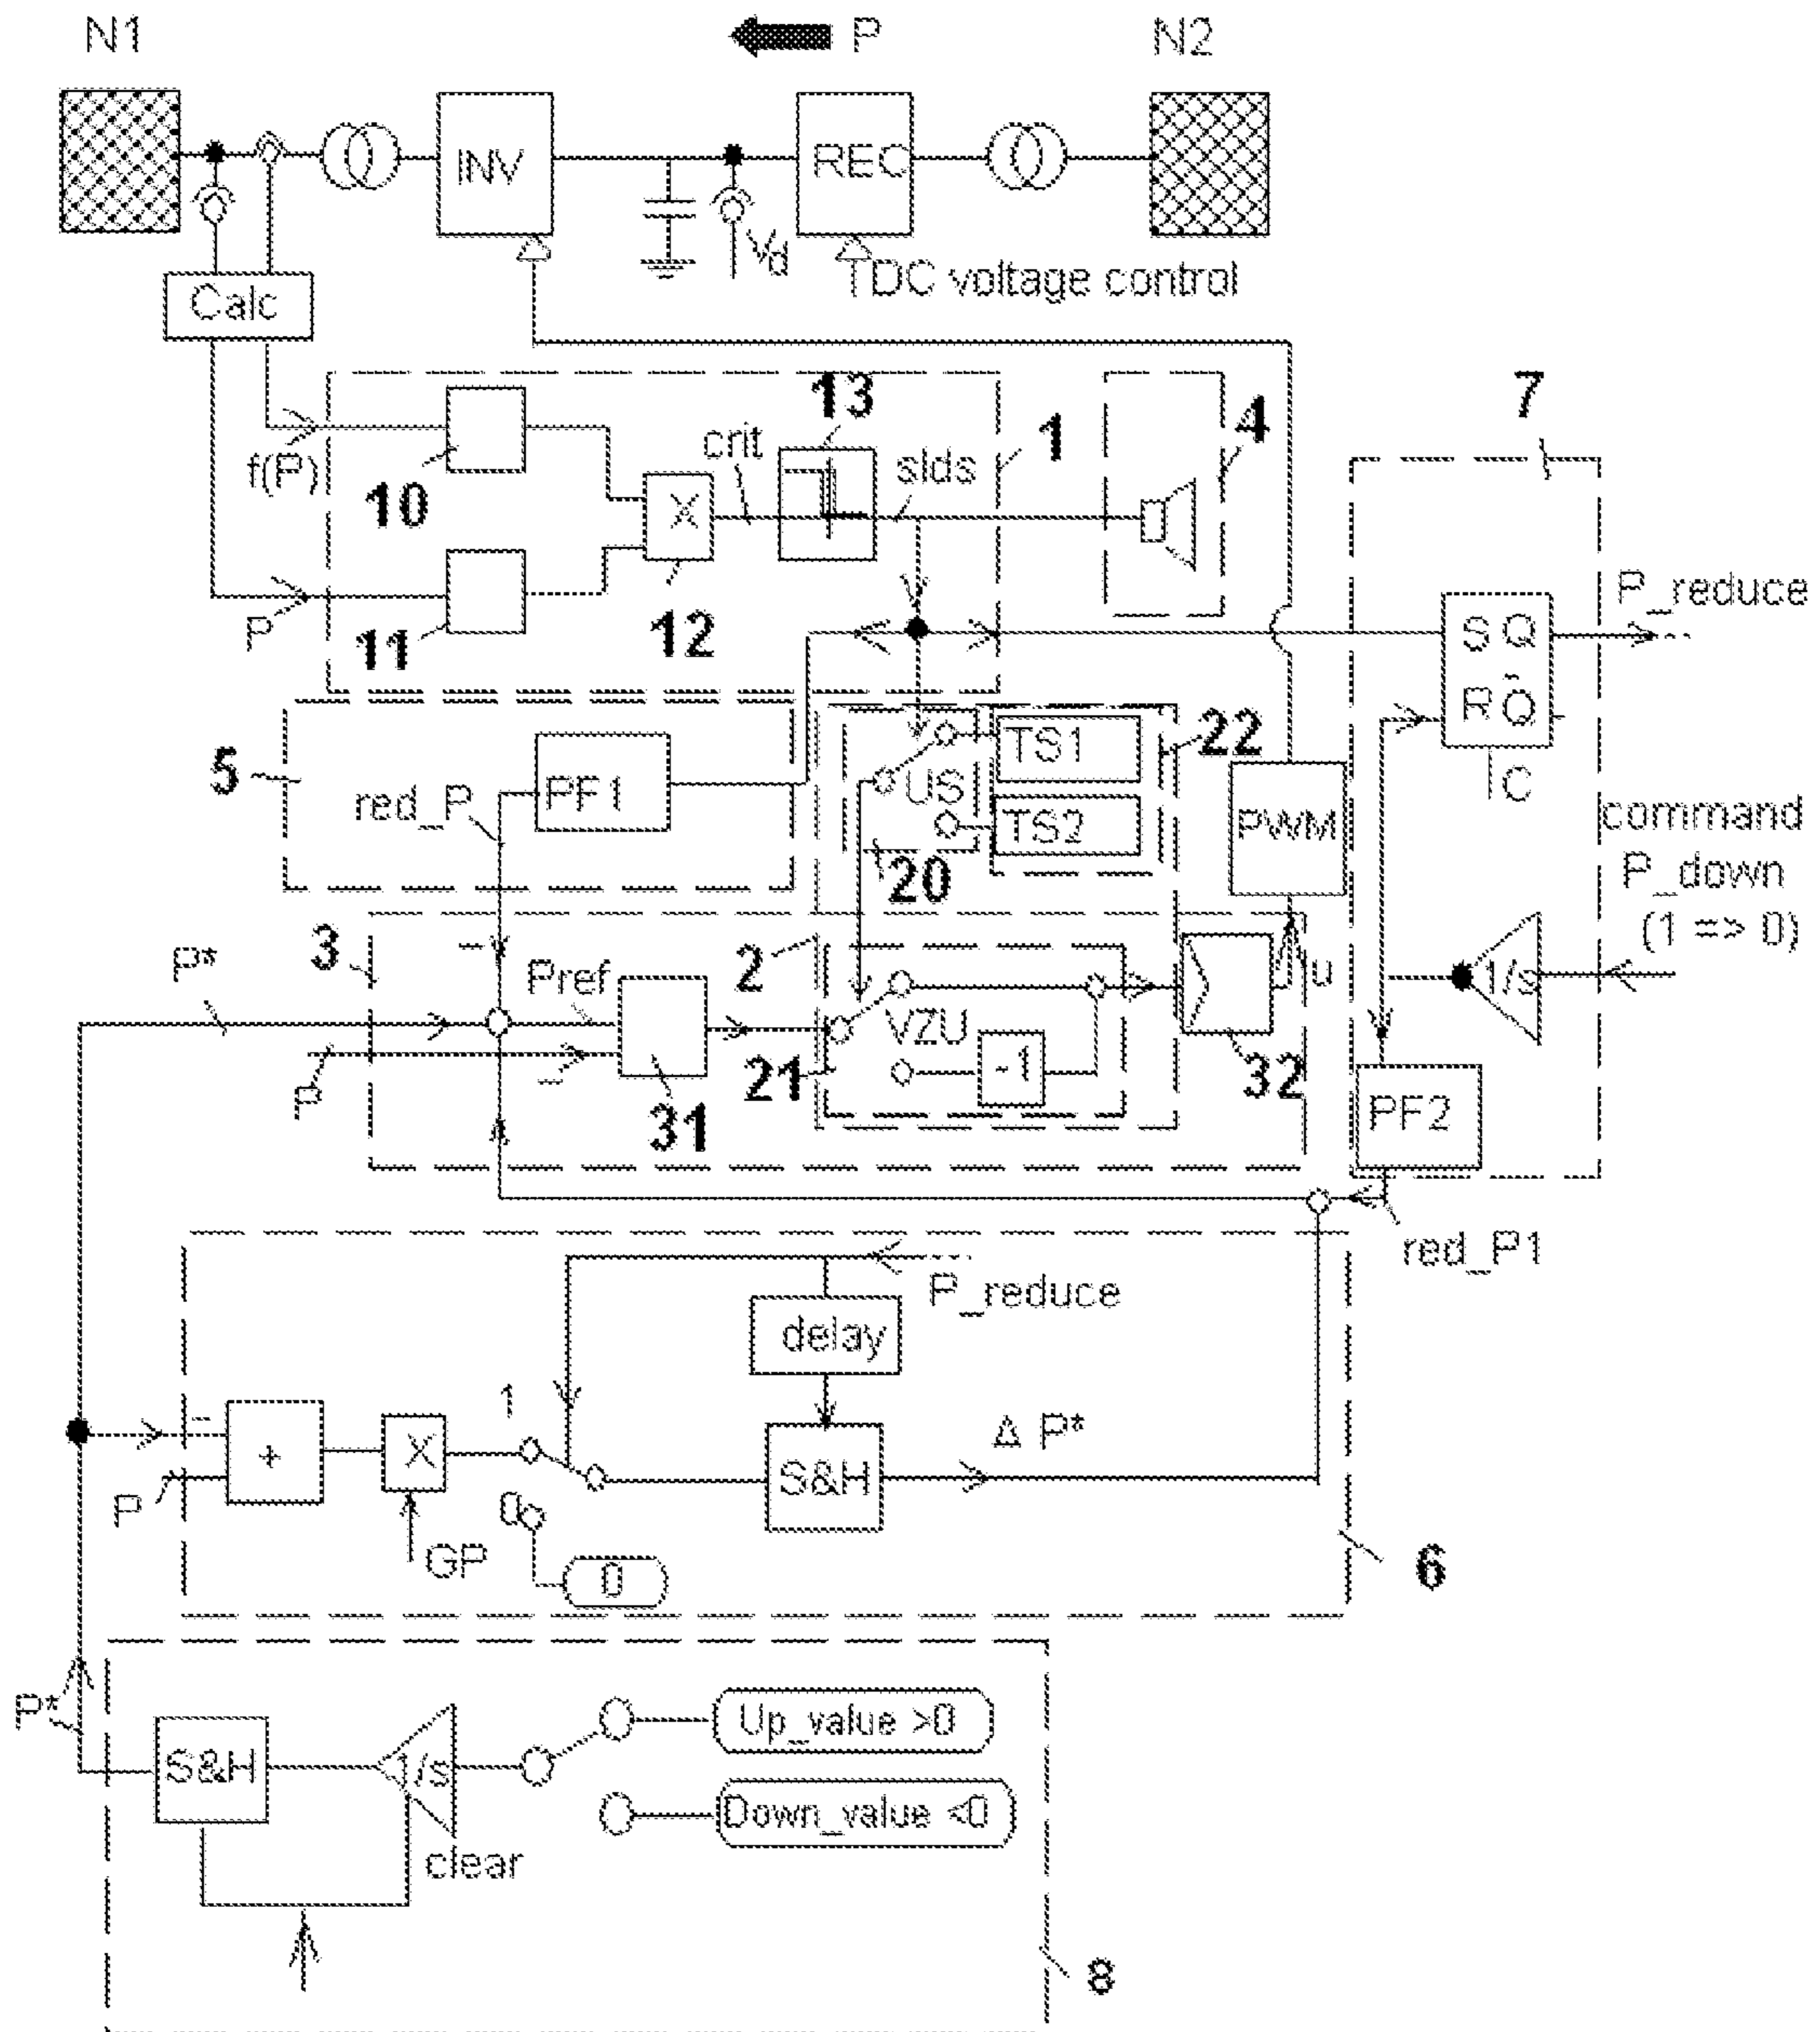 N1
P
N2
INV
REC
Vd
DC voltage control
Calc
f(P)
10
13
crit
slds
1
4
7
X
P
11
12
P_reduce
S Q
R Q
C
5
PF1
red_P
US
TS1
TS2
22
20
PWM
command
P_down
(1 => 0)
P*
3
Pref
2
VZU
u
1/s
P
31
21
-1
32
PF2
red_P1
P_reduce
delay
1
Δ P*
-
+
X
S&H
P
GP
0
0
6
P*
S&H
1/s
Up_value >0
Down_value <0
clear
8